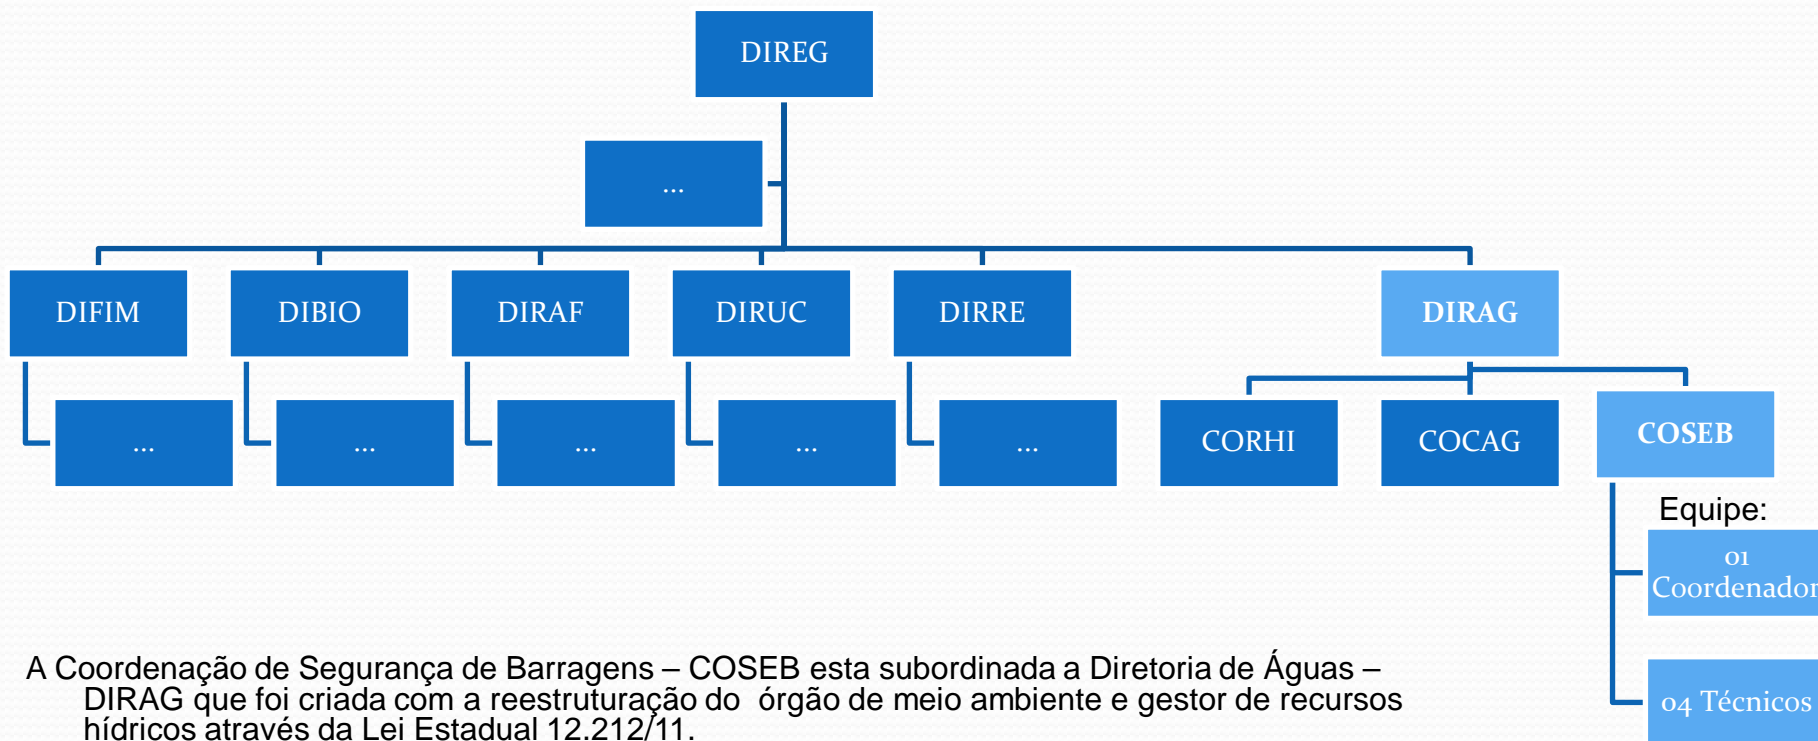 DIREG
...
DIFIM
DIBIO
DIRAF
DIRUC
DIRRE
DIRAG
...
...
...
...
...
CORHI
COCAG
COSEB
Equipe:
01
Coordenador
04 Técnicos
A Coordenação de Segurança de Barragens – COSEB esta subordinada a Diretoria de Águas –
DIRAG que foi criada com a reestruturação do órgão de meio ambiente e gestor de recursos
hídricos através da Lei Estadual 12.212/11.